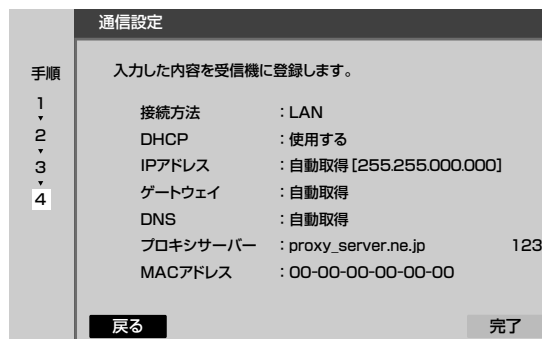 通信設定
手順
1
2
3
4
入力した内容を受信機に登録します。
接続方法 :LAN
DHCP :使用する
IPアドレス :自動取得[255.255.000.000]
ゲートウェイ :自動取得
DNS :自動取得
プロキシサーバー :proxy_server.ne.jp 123
MACアドレス :00-00-00-00-00-00
戻る 完了